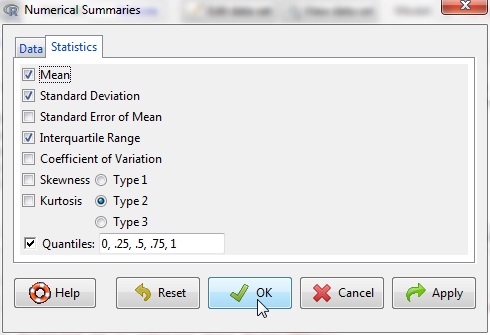 Numerical Summaries
Data Statistics
Mean
Standard Deviation
Standard Error of Mean
Interquartile Range
Coefficient of Variation
Skewness Type 1
Kurtosis Type 2
Type 3
Quantiles: 0, .25, .5, .75, 1
Help Reset OK Cancel Apply